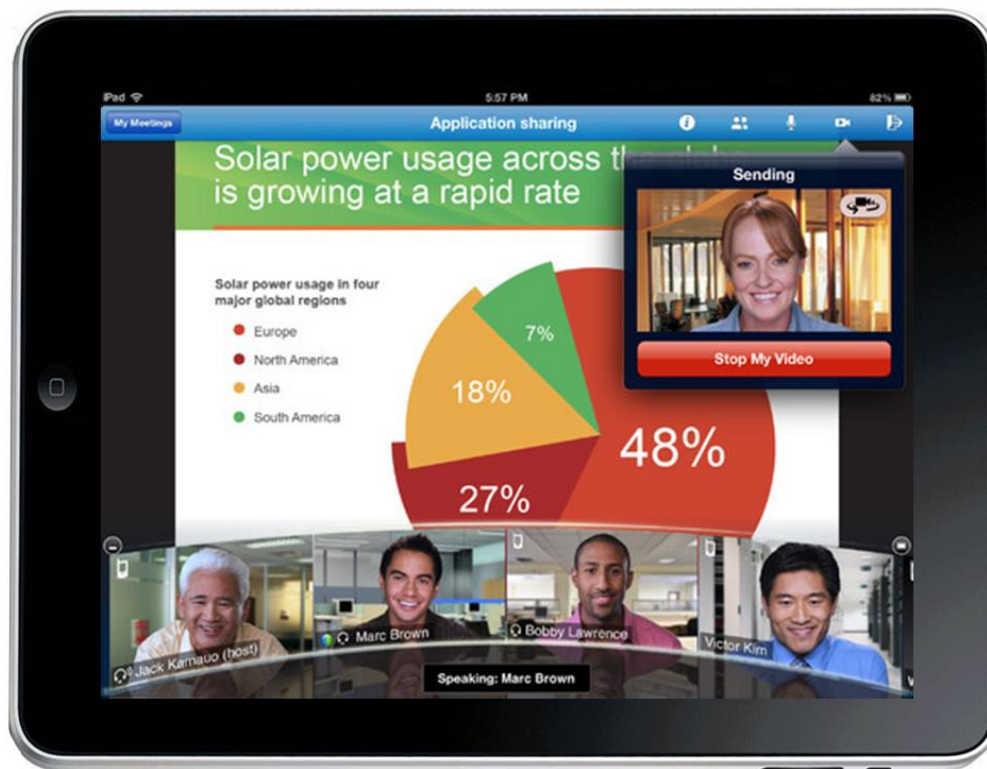 iPad
5:57 PM
82%
My Meetings
Application sharing
Solar power usage across
is growing at a rapid rate
Sending
Stop My Video
Solar power usage in four
major global regions
Europe
North America
Asia
South America
7%
18%
48%
27%
Jack Kamauo (host)
Marc Brown
Bobby Lawrence
Victor Kim
Speaking: Marc Brown